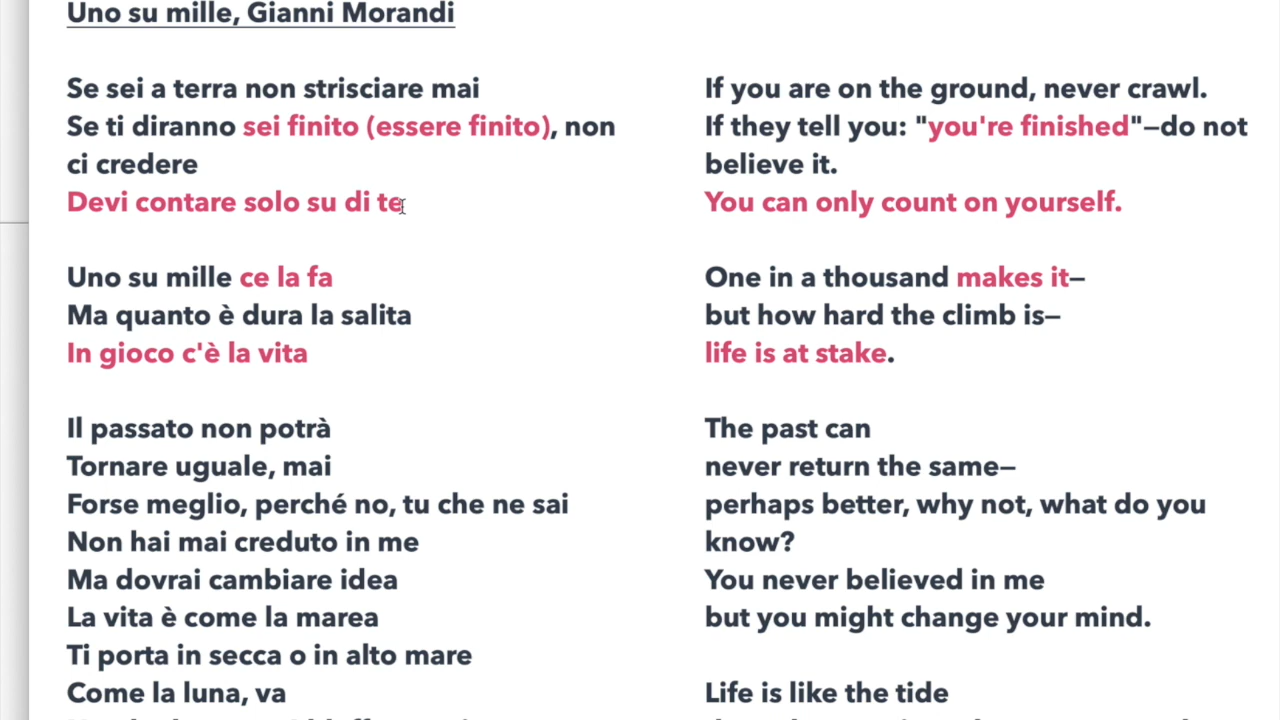 Uno su mille, Gianni Morandi
Se sei a terra non strisciare mai
Se ti diranno sei finito (essere finito), non
ci credere
Devi contare solo su di te
Uno su mille ce la fa
Ma quanto è dura la salita
In gioco c'è la vita
Il passato non potrà
Tornare uguale, mai
Forse meglio, perché no, tu che ne sai
Non hai mai creduto in me
Ma dovrai cambiare idea
La vita è come la marea
Ti porta in secca o in alto mare
Come la luna, va
If you are on the ground, never crawl.
If they tell you: "you're finished"—do not
believe it.
You can only count on yourself.
One in a thousand makes it—
but how hard the climb is—
life is at stake.
The past can
never return the same—
perhaps better, why not, what do you
know?
You never believed in me
but you might change your mind.
Life is like the tide